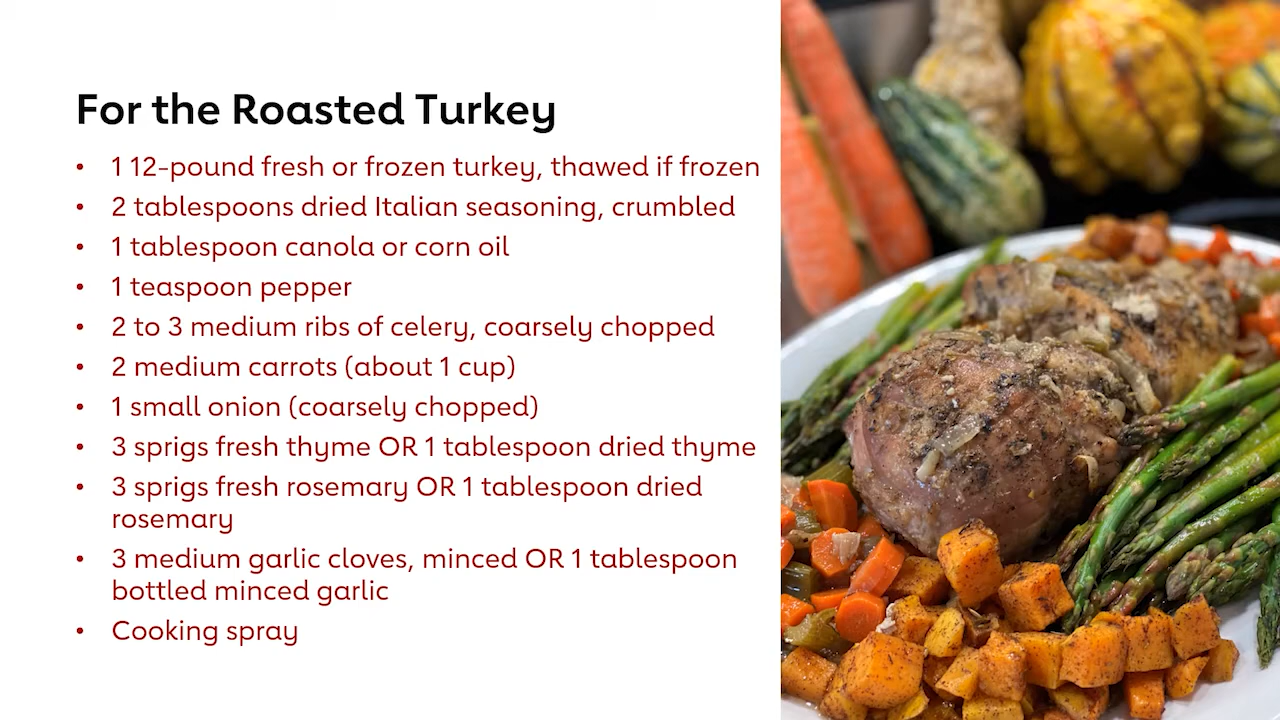 For the Roasted Turkey
• 1 12-pound fresh or frozen turkey, thawed if frozen
• 2 tablespoons dried Italian seasoning, crumbled
• 1 tablespoon canola or corn oil
• 1 teaspoon pepper
• 2 to 3 medium ribs of celery, coarsely chopped
• 2 medium carrots (about 1 cup)
• 1 small onion (coarsely chopped)
• 3 sprigs fresh thyme OR 1 tablespoon dried thyme
• 3 sprigs fresh rosemary OR 1 tablespoon dried
rosemary
• 3 medium garlic cloves, minced OR 1 tablespoon
bottled minced garlic
• Cooking spray